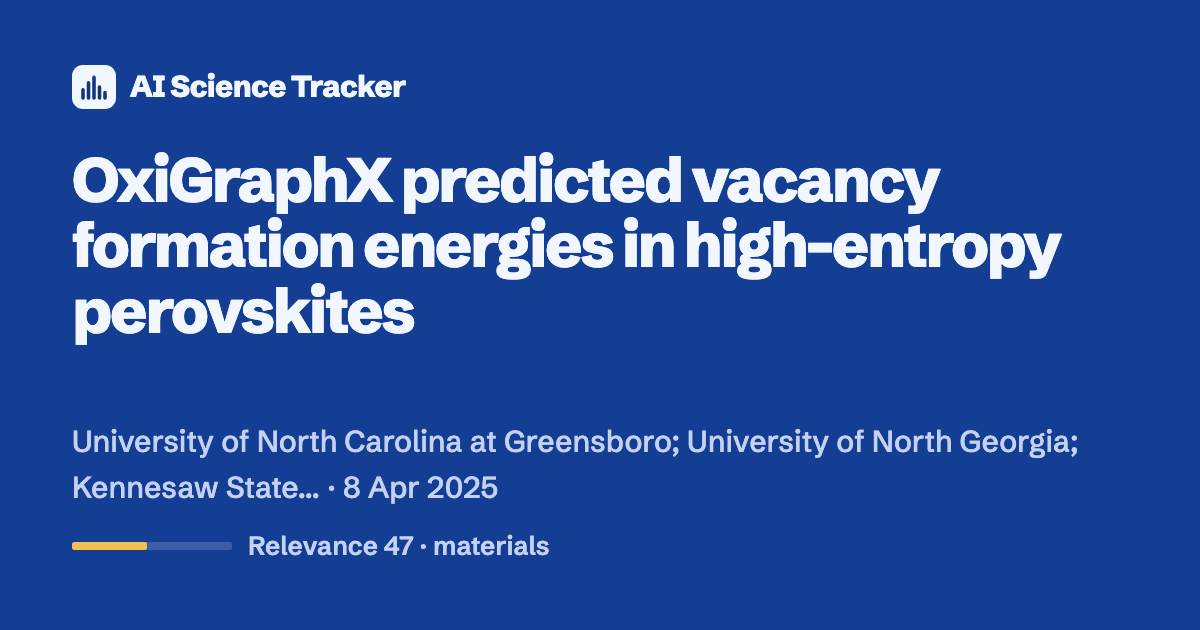 AI Science Tracker
OxiGraphX predicted vacancy
formation energies in high-entropy
perovskites
University of North Carolina at Greensboro; University of North Georgia;
Kennesaw State... · 8 Apr 2025
Relevance 47 · materials